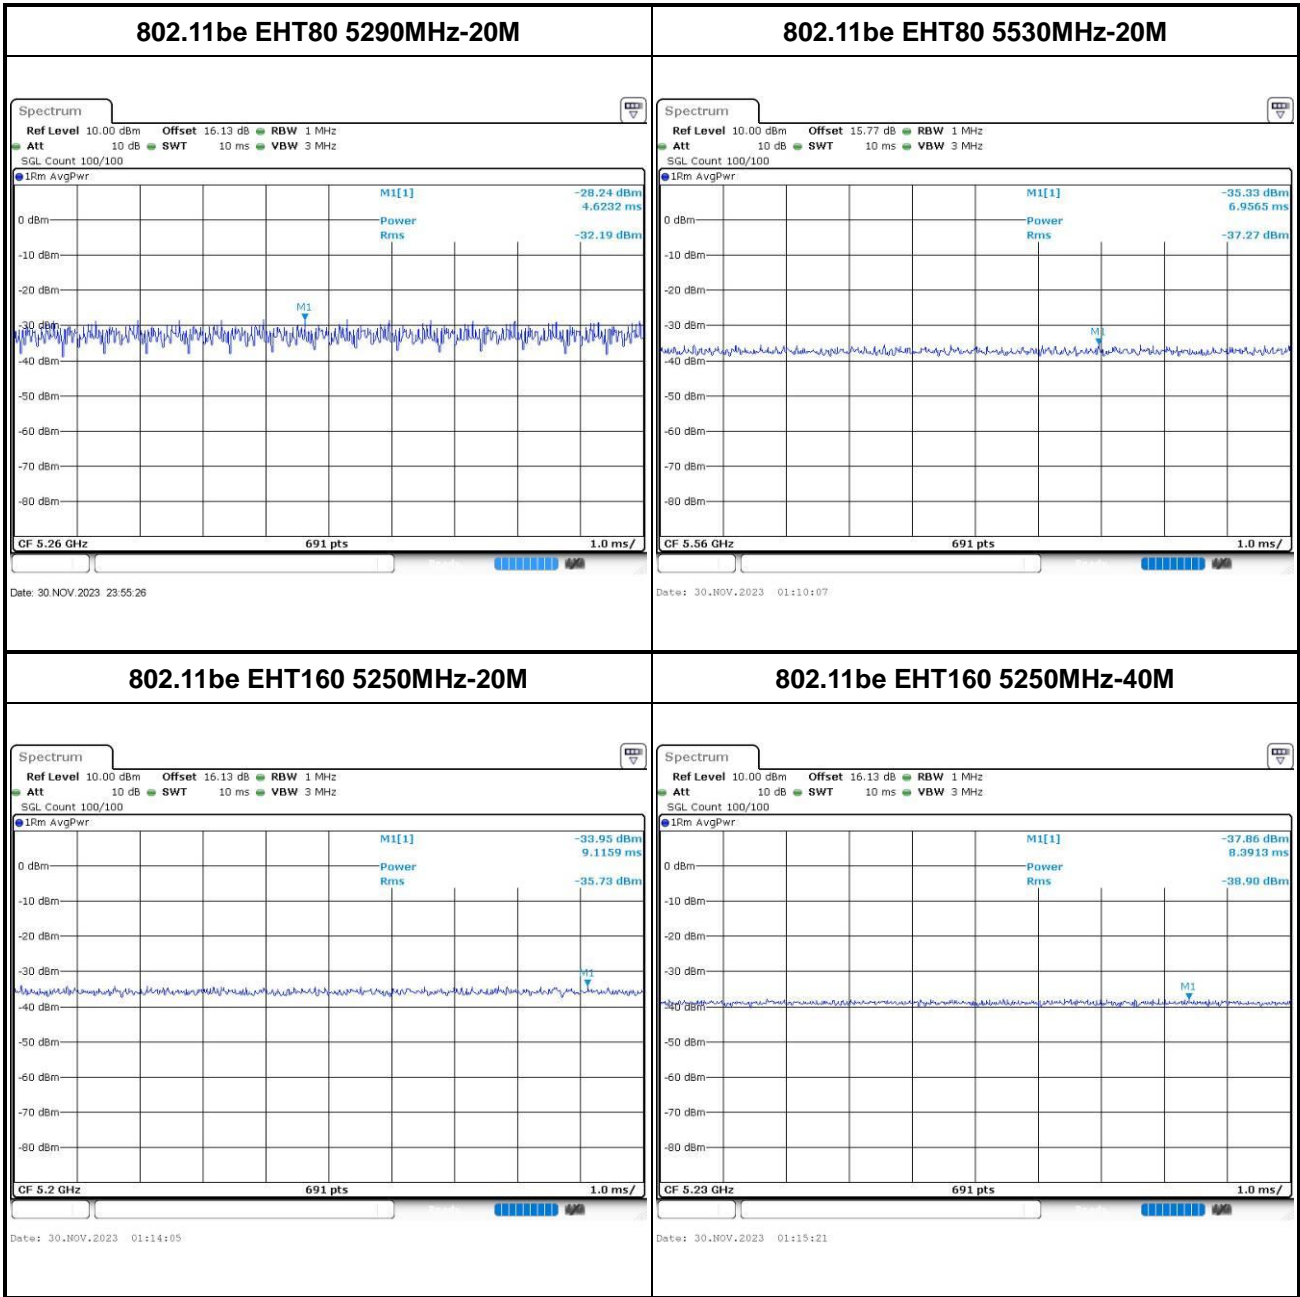 802.11be EHT80 5290MHz-20M
Spectrum
Ref Level 10.00 dBm Offset 16.13 dB RBW 1 MHz
Att 10 dB SWT 10 ms VBW 3 MHz
SGL Count 100/100
1Rm AvgPwr
M1[1] -28.24 dBm
4.6232 ms
0 dBm
Power
Rms -32.19 dBm
-10 dBm
-20 dBm
M1
-30 dBm
-40 dBm
-50 dBm
-60 dBm
-70 dBm
-80 dBm
CF 5.26 GHz 691 pts 1.0 ms/
Date: 30.NOV.2023 23:55:26
802.11be EHT80 5530MHz-20M
Spectrum
Ref Level 10.00 dBm Offset 15.77 dB RBW 1 MHz
Att 10 dB SWT 10 ms VBW 3 MHz
SGL Count 100/100
1Rm AvgPwr
M1[1] -35.33 dBm
6.9565 ms
0 dBm
Power
Rms -37.27 dBm
-10 dBm
-20 dBm
-30 dBm
M1
-40 dBm
-50 dBm
-60 dBm
-70 dBm
-80 dBm
CF 5.56 GHz 691 pts 1.0 ms/
Date: 30.NOV.2023 01:10:07
802.11be EHT160 5250MHz-20M
Spectrum
Ref Level 10.00 dBm Offset 16.13 dB RBW 1 MHz
Att 10 dB SWT 10 ms VBW 3 MHz
SGL Count 100/100
1Rm AvgPwr
M1[1] -33.95 dBm
9.1159 ms
0 dBm
Power
Rms -35.73 dBm
-10 dBm
-20 dBm
-30 dBm
M1
-40 dBm
-50 dBm
-60 dBm
-70 dBm
-80 dBm
CF 5.2 GHz 691 pts 1.0 ms/
Date: 30.NOV.2023 01:14:05
802.11be EHT160 5250MHz-40M
Spectrum
Ref Level 10.00 dBm Offset 16.13 dB RBW 1 MHz
Att 10 dB SWT 10 ms VBW 3 MHz
SGL Count 100/100
1Rm AvgPwr
M1[1] -37.86 dBm
8.3913 ms
0 dBm
Power
Rms -38.90 dBm
-10 dBm
-20 dBm
-30 dBm
M1
-40 dBm
-50 dBm
-60 dBm
-70 dBm
-80 dBm
CF 5.23 GHz 691 pts 1.0 ms/
Date: 30.NOV.2023 01:15:21